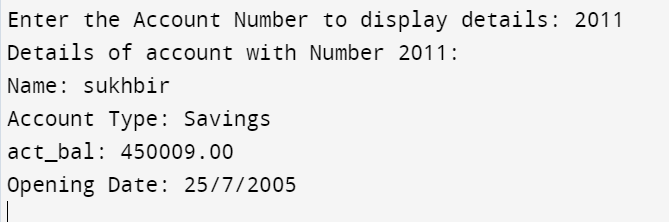 Enter the Account Number to display details: 2011
Details of account with Number 2011:
Name: sukhbir
Account Type: Savings
act_bal: 450009.00
Opening Date: 25/7/2005